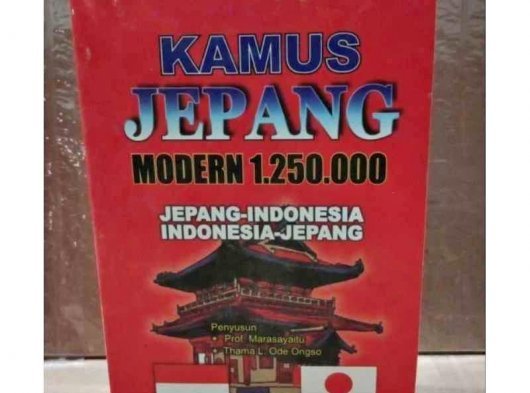 KAMUS
JEPANG
MODERN 1.250.000
JEPANG-INDONESIA
INDONESIA-JEPANG
Penyusun
• Prof. Marasayaitu
• Thama L. Ode Ongso